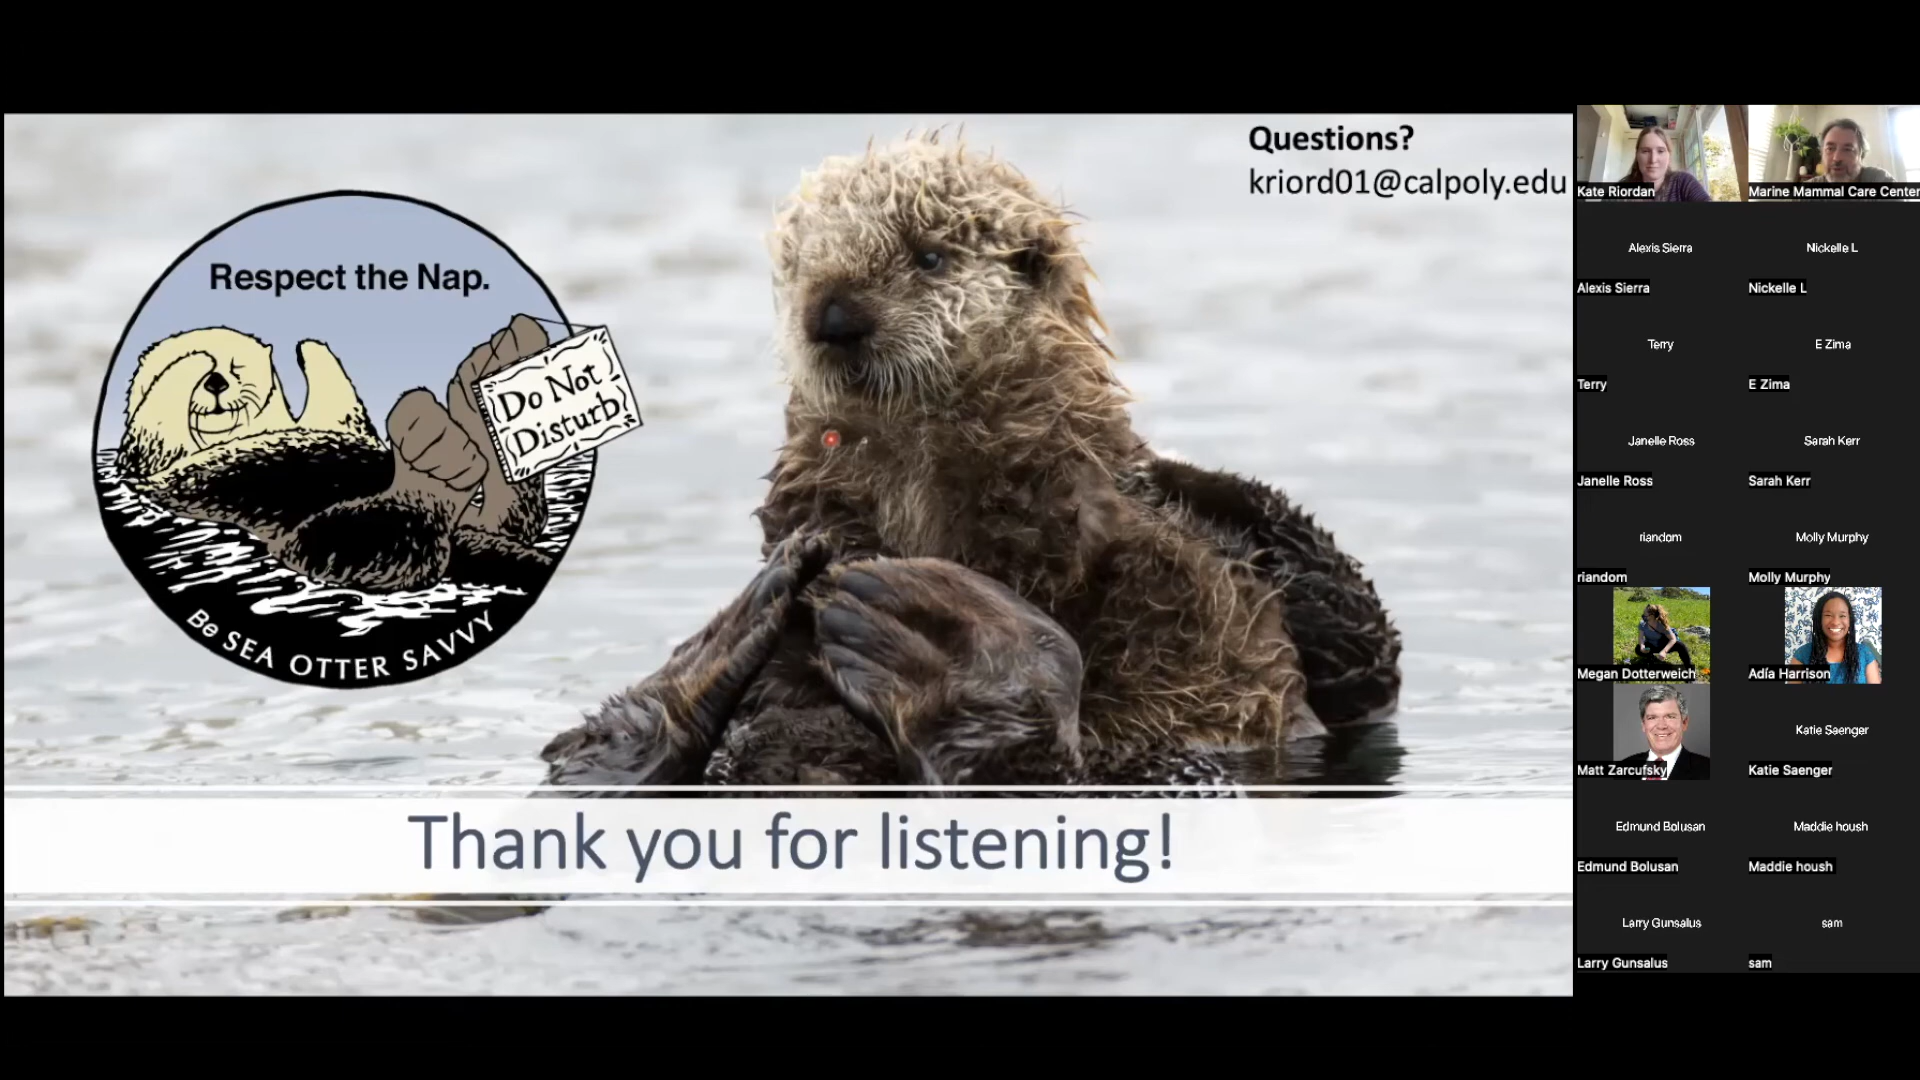 Questions?
kriord01@calpoly.edu
Respect the Nap.
Do Not
Disturb
Be SEA OTTER SAVVY
Thank you for listening!
Kate Riordan
Marine Mammal Care Center
Alexis Sierra
Nickelle L
Alexis Sierra
Nickelle L
Terry
E Zima
Terry
E Zima
Janelle Ross
Sarah Kerr
Janelle Ross
Sarah Kerr
riandom
Molly Murphy
riandom
Molly Murphy
Megan Dotterweich
Adía Harrison
Matt Zarcufsky
Katie Saenger
Katie Saenger
Edmund Bolusan
Maddie housh
Edmund Bolusan
Maddie housh
Larry Gunsalus
sam
Larry Gunsalus
sam